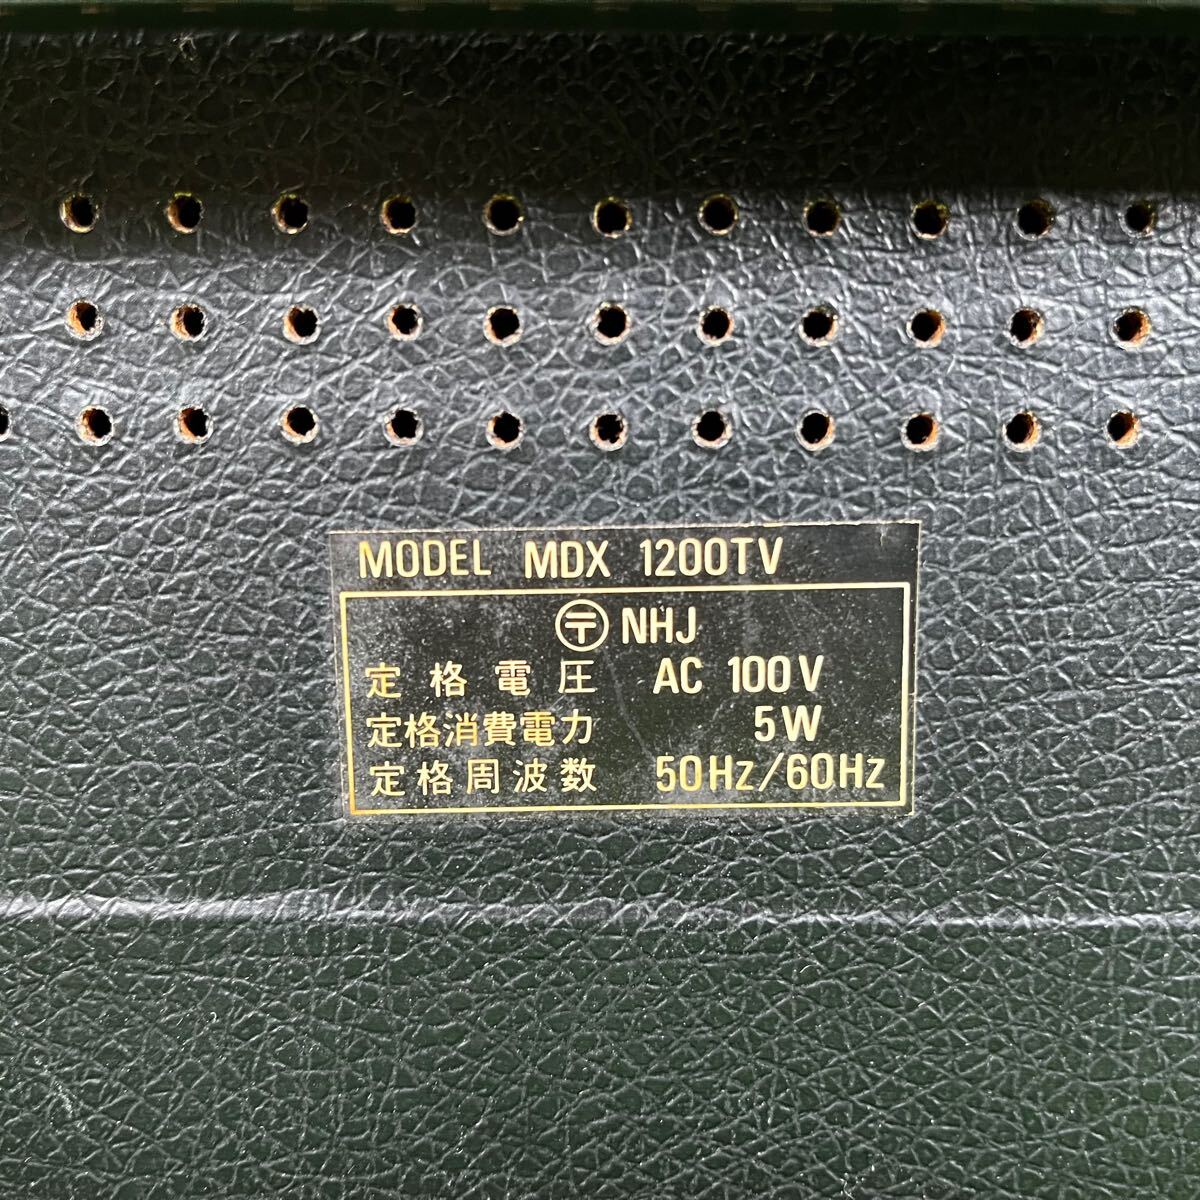 MODEL MDX 1200TV
〶 NHJ
定格電圧 AC 100V
定格消費電力 5W
定格周波数 50Hz/60Hz